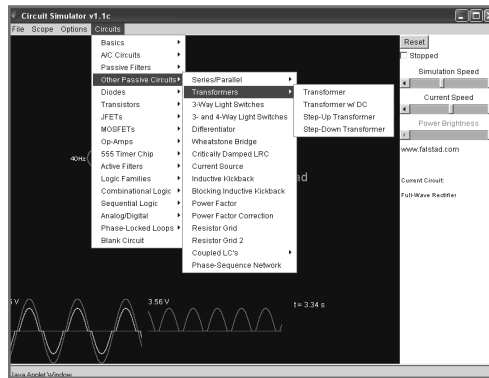 Circuit Simulator v1.1c
File Scope Options Circuits
Basics
A/C Circuits
Passive Filters
Other Passive Circuits
Diodes
Transistors
JFETs
MOSFETs
Op-Amps
555 Timer Chip
Active Filters
Logic Families
Combinational Logic
Sequential Logic
Analog/Digital
Phase-Locked Loops
Blank Circuit
Series/Parallel
Transformers
3-Way Light Switches
3- and 4-Way Light Switches
Differentiator
Wheatstone Bridge
Critically Damped LRC
Current Source
Inductive Kickback
Blocking Inductive Kickback
Power Factor
Power Factor Correction
Resistor Grid
Resistor Grid 2
Coupled LC's
Phase-Sequence Network
Transformer
Transformer w/ DC
Step-Up Transformer
Step-Down Transformer
Reset
Stopped
Simulation Speed
Current Speed
Power Brightness
www.falstad.com
Current Circuit:
Full-Wave Rectifier
40Hz
ad
V
3.56 V
t = 3.34 s
Java Applet Window